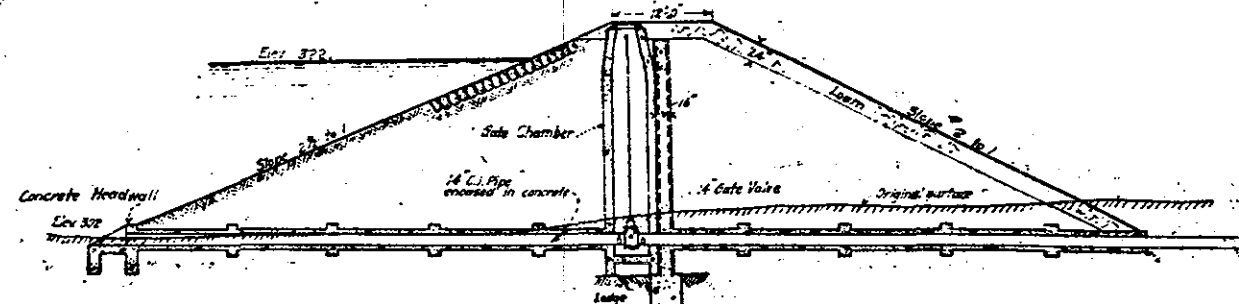 12'-0"
Elev 322.
24"
Loam
Slope 2 to 1
16"
Gate Chamber
Slope 2½ to 1
14" C.I. Pipe
encased in concrete
14" Gate Valve
Original surface
Concrete Headwall
Elev 302
Ledge